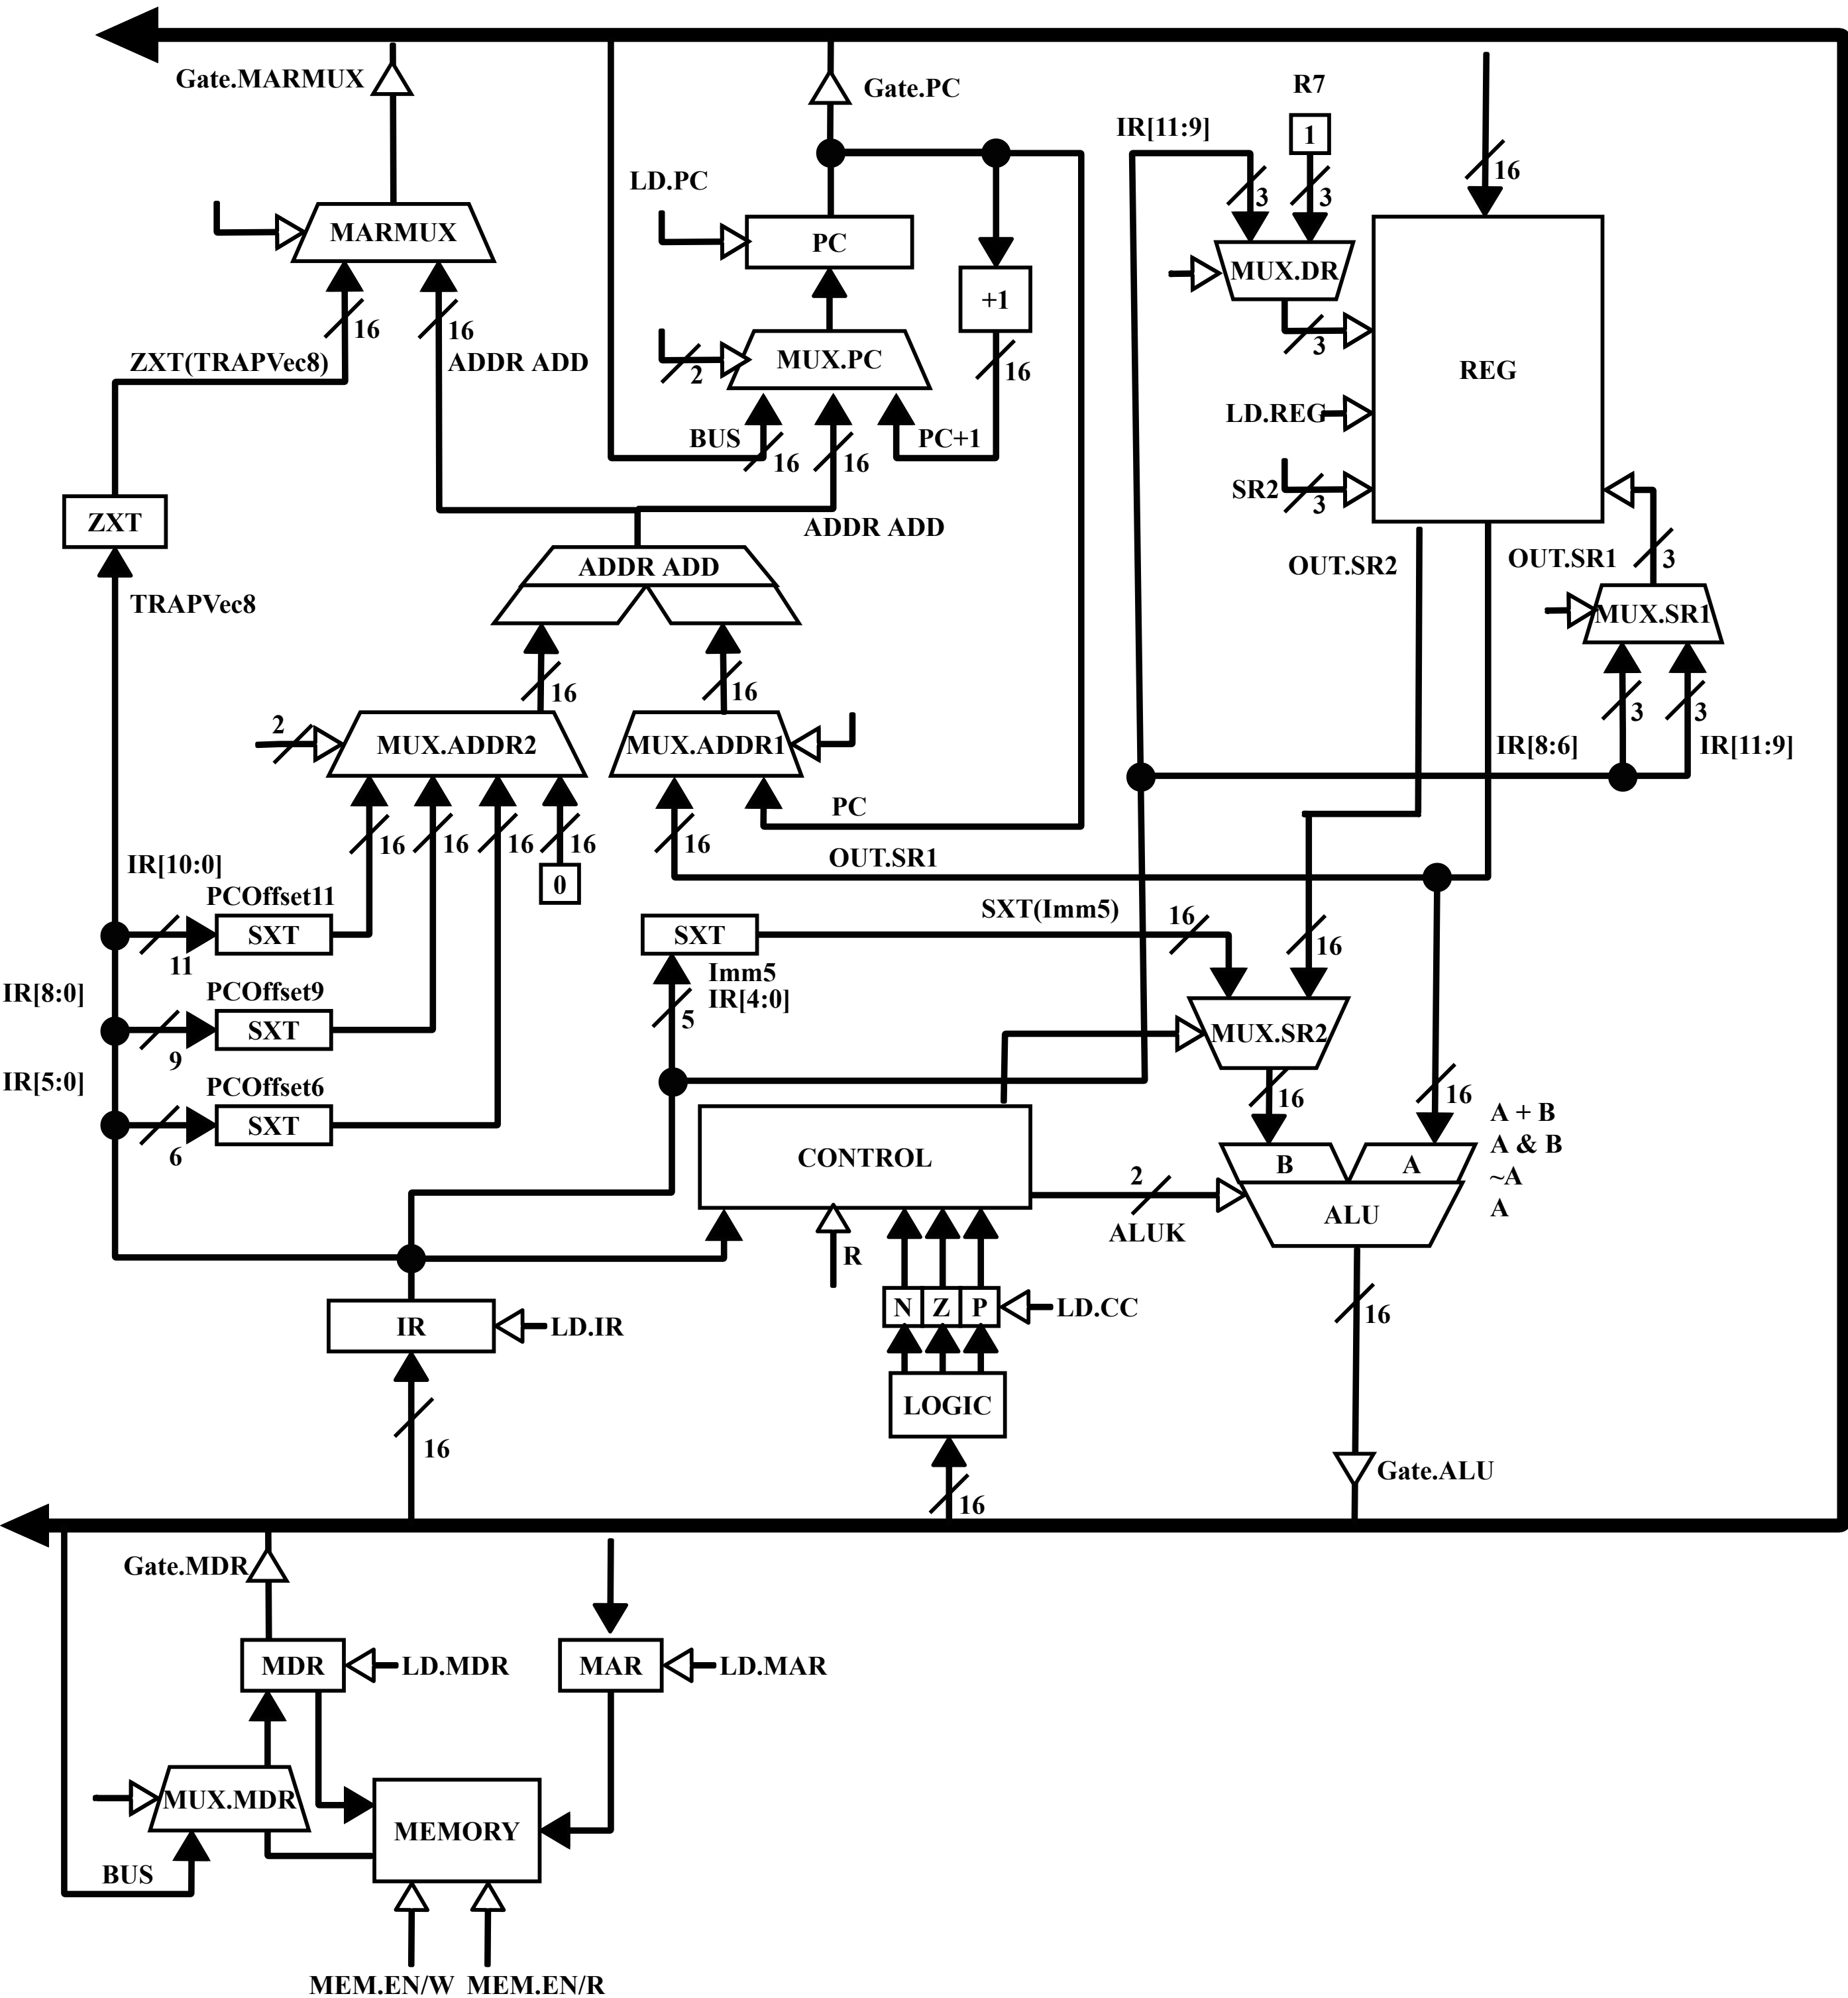 Gate.MARMUX
Gate.PC
R7
1
IR[11:9]
3
3
16
LD.PC
MARMUX
PC
MUX.DR
+1
16
16
ZXT(TRAPVec8)
ADDR ADD
2
MUX.PC
16
3
REG
LD.REG
BUS
16
16
PC+1
SR2
3
ZXT
ADDR ADD
ADDR ADD
OUT.SR2
OUT.SR1
3
TRAPVec8
MUX.SR1
16
16
3
3
2
MUX.ADDR2
MUX.ADDR1
IR[8:6]
IR[11:9]
PC
16
16
16
16
16
OUT.SR1
IR[10:0]
0
PCOffset11
SXT
11
SXT
SXT(Imm5)
16
16
Imm5
IR[4:0]
5
IR[8:0]
PCOffset9
SXT
9
MUX.SR2
IR[5:0]
PCOffset6
SXT
6
16
16
A + B
A & B
~A
A
CONTROL
B
A
ALU
2
ALUK
R
N
Z
P
LD.CC
IR
LD.IR
16
LOGIC
16
16
Gate.ALU
Gate.MDR
MDR
LD.MDR
MAR
LD.MAR
MUX.MDR
MEMORY
BUS
MEM.EN/W
MEM.EN/R